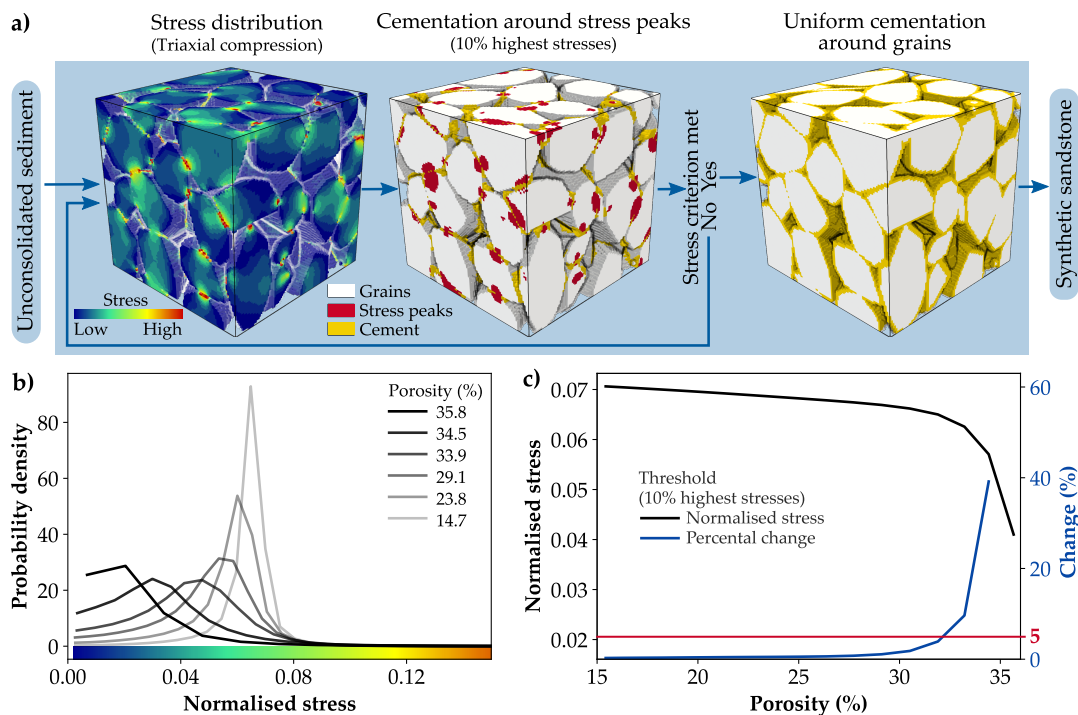 a)
Stress distribution
(Triaxial compression)
Cementation around stress peaks
(10% highest stresses)
Uniform cementation
around grains
Unconsolidated sediment
Stress
Low
High
Grains
Stress peaks
Cement
Stress criterion met
No Yes
Synthetic sandstone
b)
Probability density
80
60
40
20
0
0.00
0.04
0.08
0.12
Normalised stress
Porosity (%)
35.8
34.5
33.9
29.1
23.8
14.7
c)
Normalised stress
0.07
0.06
0.05
0.04
0.03
0.02
Threshold
(10% highest stresses)
Normalised stress
Percental change
15
20
25
30
35
Porosity (%)
60
40
20
5
0
Change (%)